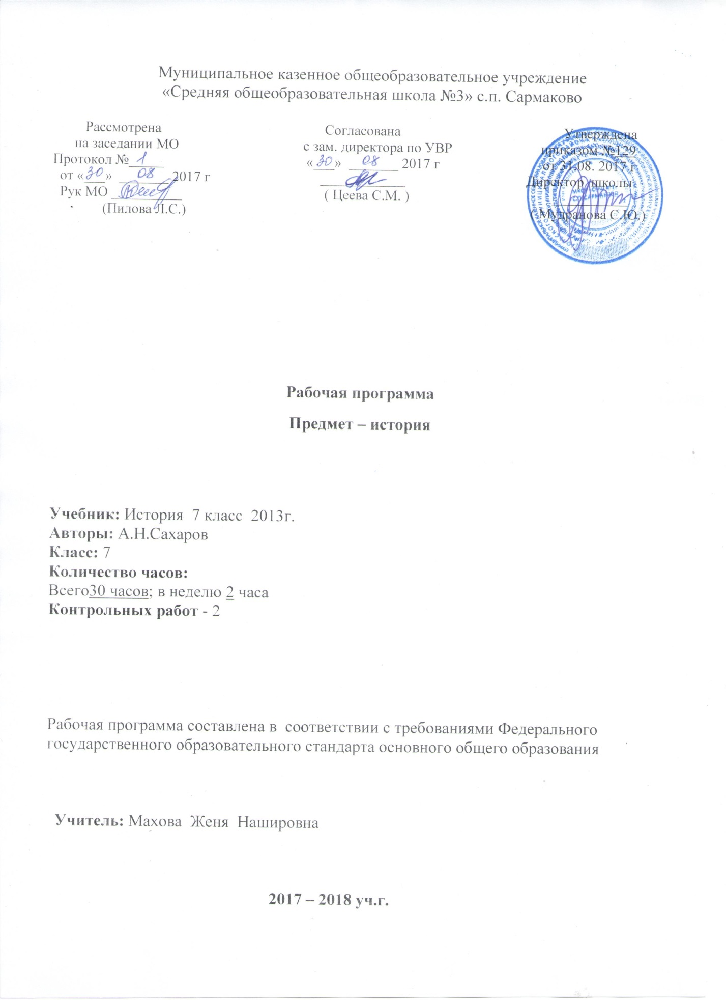 Муниципальное казенное общеобразовательное учреждение
«Средняя общеобразовательная школа №3» с.п. Сармаково
Рассмотрена
на заседании МО
Протокол № 1
от «30» 08 2017 г
Рук МО
(Пилова Л.С.)
Согласована
с зам. директора по УВР
«30» 08 2017 г
( Цеева С.М. )
Утверждена
приказом №129
от 31.08. 2017 г
Директор школы
( Мудранова С.Ю.)
Рабочая программа
Предмет – история
Учебник: История 7 класс 2013г.
Авторы: А.Н.Сахаров
Класс: 7
Количество часов:
Всего30 часов; в неделю 2 часа
Контрольных работ - 2
Рабочая программа составлена в соответствии с требованиями Федерального
государственного образовательного стандарта основного общего образования
Учитель: Махова Женя Нашировна
2017 – 2018 уч.г.